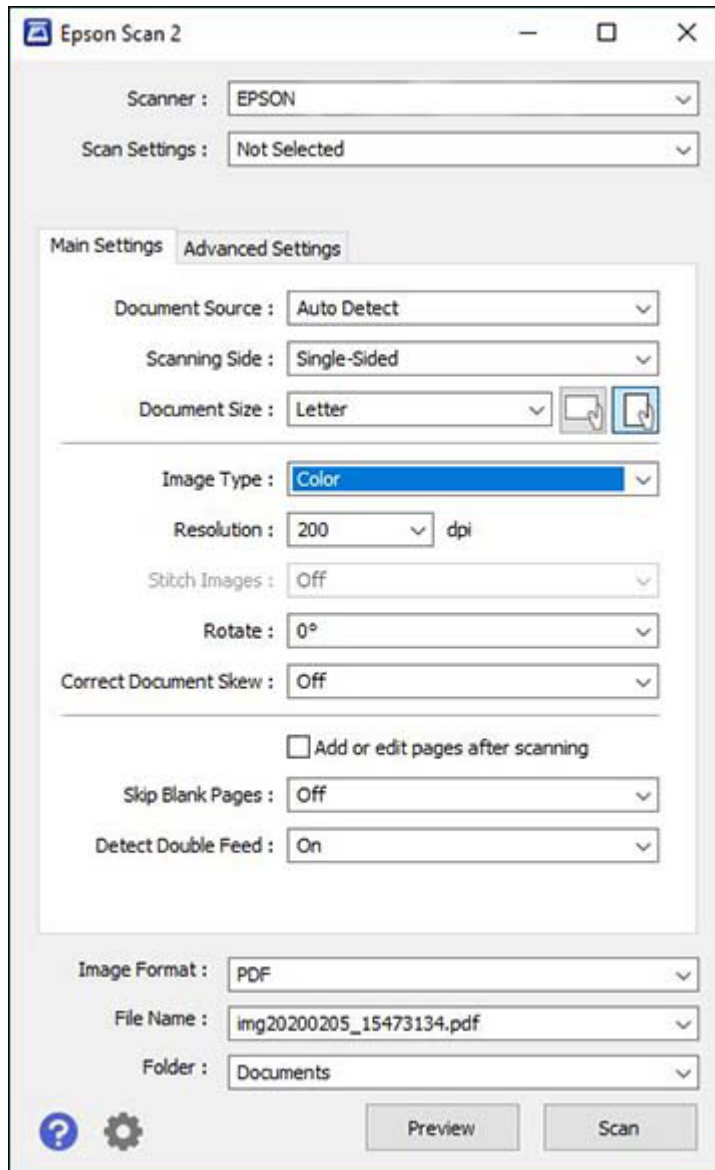 Epson Scan 2
Scanner : EPSON
Scan Settings : Not Selected
Main Settings Advanced Settings
Document Source : Auto Detect
Scanning Side : Single-Sided
Document Size : Letter
Image Type : Color
Resolution : 200 dpi
Stitch Images : Off
Rotate : 0°
Correct Document Skew : Off
Add or edit pages after scanning
Skip Blank Pages : Off
Detect Double Feed : On
Image Format : PDF
File Name : img20200205_15473134.pdf
Folder : Documents
? Preview Scan